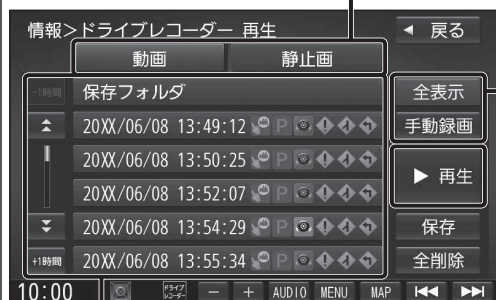 情報>ドライブレコーダー 再生
戻る
動画 静止画
-1時間
保存フォルダ
全表示
20XX/06/08 13:49:12 P
手動録画
20XX/06/08 13:50:25 P
20XX/06/08 13:52:07 P
再生
20XX/06/08 13:54:29 P
保存
+1時間
20XX/06/08 13:55:34 P
全削除
10:00
ドライブ
レコーダー
- + AUDIO MENU MAP